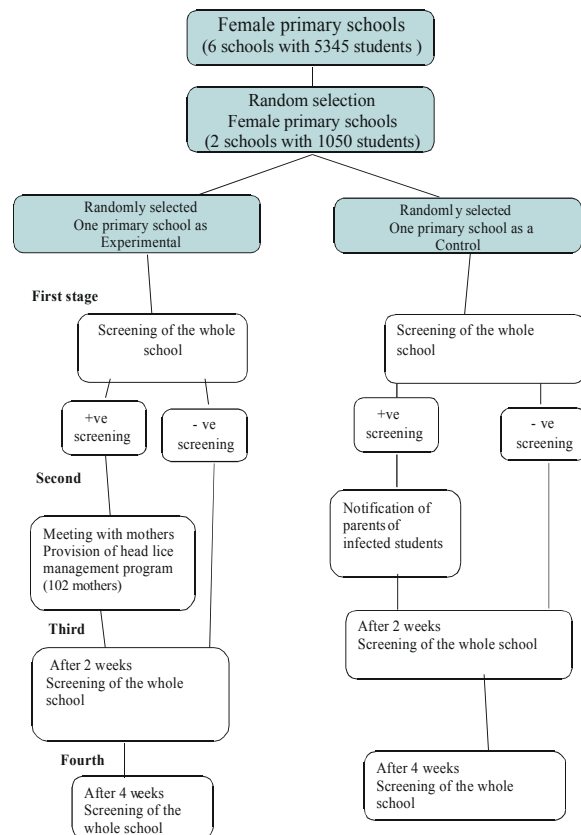 Female primary schools
(6 schools with 5345 students )
Random selection
Female primary schools
(2 schools with 1050 students)
Randomly selected
One primary school as
Experimental
Randomly selected
One primary school as a
Control
First stage
Screening of the whole
school
Screening of the whole
school
+ve
screening
- ve
screening
+ve
screening
- ve
screening
Second
Meeting with mothers
Provision of head lice
management program
(102 mothers)
Notification of
parents of
infected students
Third
After 2 weeks
Screening of the whole
school
After 2 weeks
Screening of the whole school
Fourth
After 4 weeks
Screening of the
whole school
After 4 weeks
Screening of the whole
school